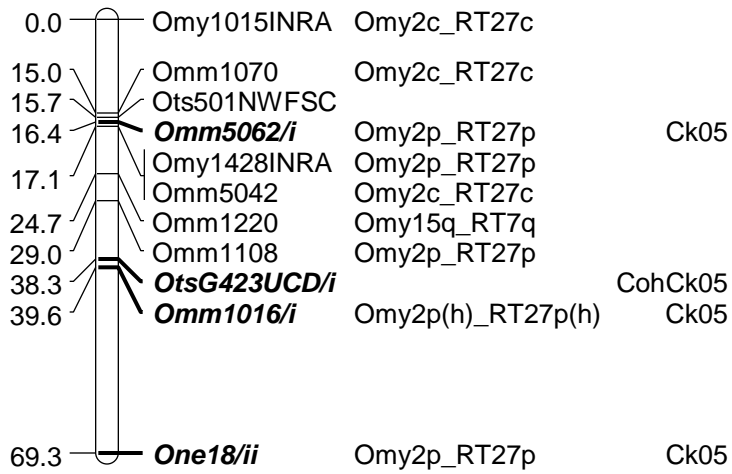 0.0 Omy1015INRA Omy2c_RT27c
15.0 Omm1070 Omy2c_RT27c
15.7 Ots501NWFSC
16.4 Omm5062/i Omy2p_RT27p Ck05
17.1 Omy1428INRA Omy2p_RT27p
Omm5042 Omy2c_RT27c
24.7 Omm1220 Omy15q_RT7q
29.0 Omm1108 Omy2p_RT27p
38.3 OtsG423UCD/i CohCk05
39.6 Omm1016/i Omy2p(h)_RT27p(h) Ck05
69.3 One18/ii Omy2p_RT27p Ck05